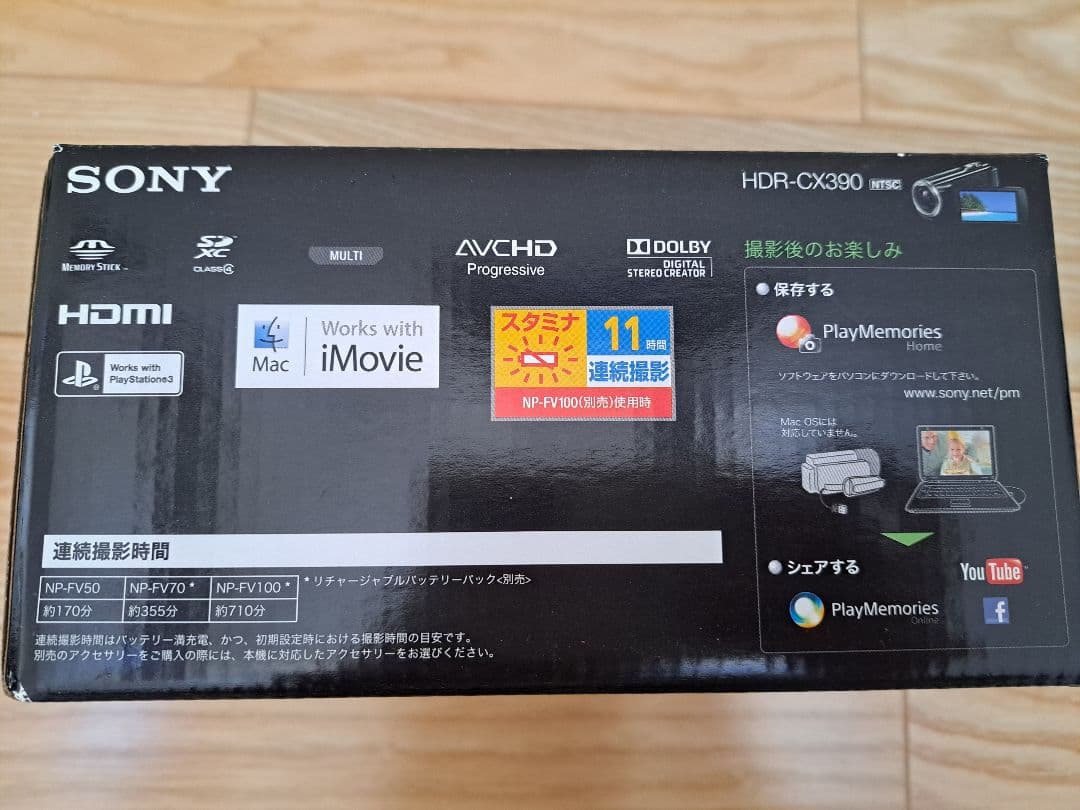 SONY
HDR-CX390 NTSC
MEMORY STICK™
SD XC CLASS④
MULTI
AVCHD Progressive
DOLBY DIGITAL STEREO CREATOR
HDMI
Mac
Works with iMovie
Works with PlayStation®3
スタミナ
11時間
連続撮影
NP-FV100(別売)使用時
連続撮影時間
NP-FV50 NP-FV70* NP-FV100*
約170分 約355分 約710分
*リチャージャブルバッテリーパック<別売>
連続撮影時間はバッテリー満充電、かつ、初期設定時における撮影時間の目安です。
別売のアクセサリーをご購入の際には、本機に対応したアクセサリーをお選びください。
撮影後のお楽しみ
保存する
PlayMemories
Home
ソフトウェアをパソコンにダウンロードして下さい。
www.sony.net/pm
Mac OSには
対応していません。
シェアする
YouTube™
PlayMemories
Online
f